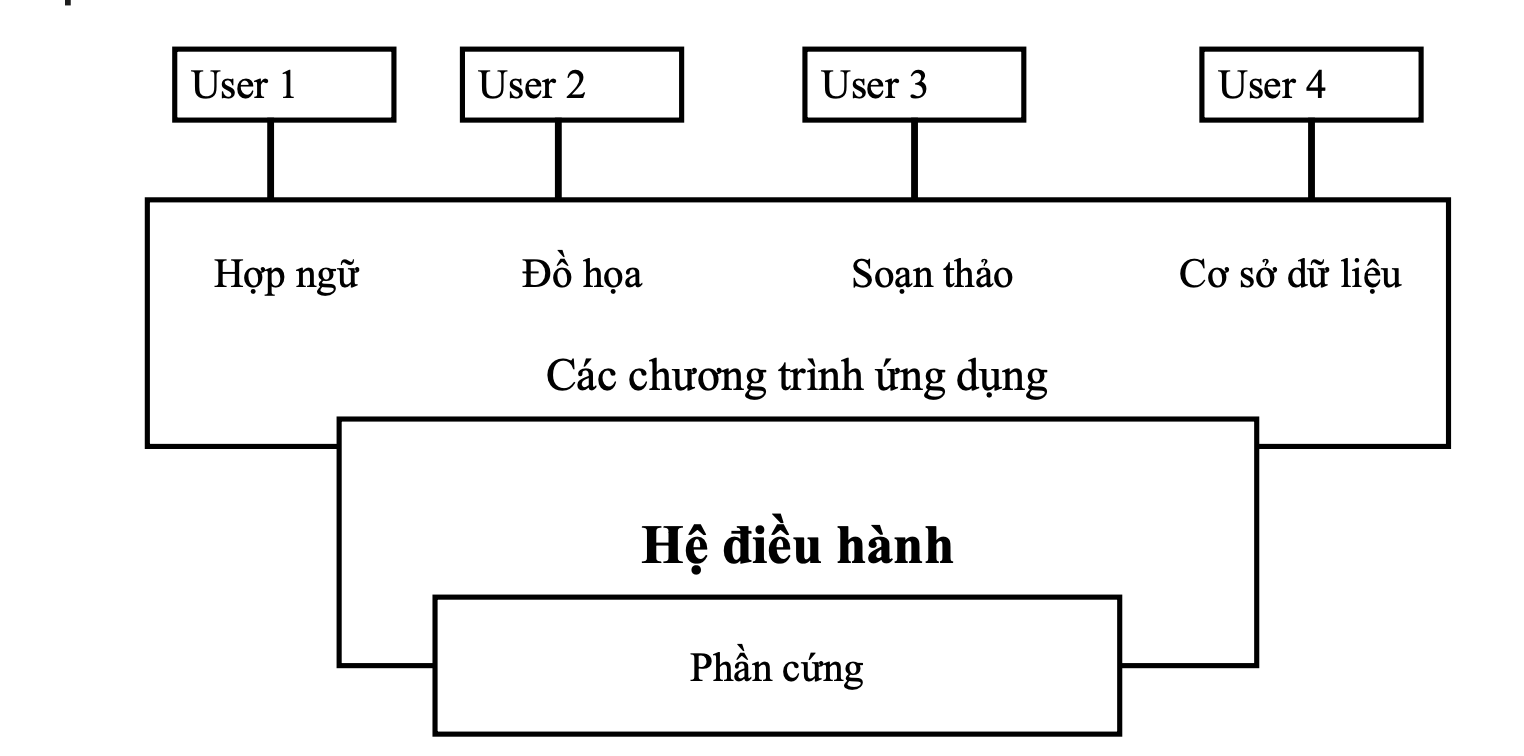 User 1
User 2
User 3
User 4
Hợp ngữ
Đồ họa
Soạn thảo
Cơ sở dữ liệu
Các chương trình ứng dụng
Hệ điều hành
Phần cứng